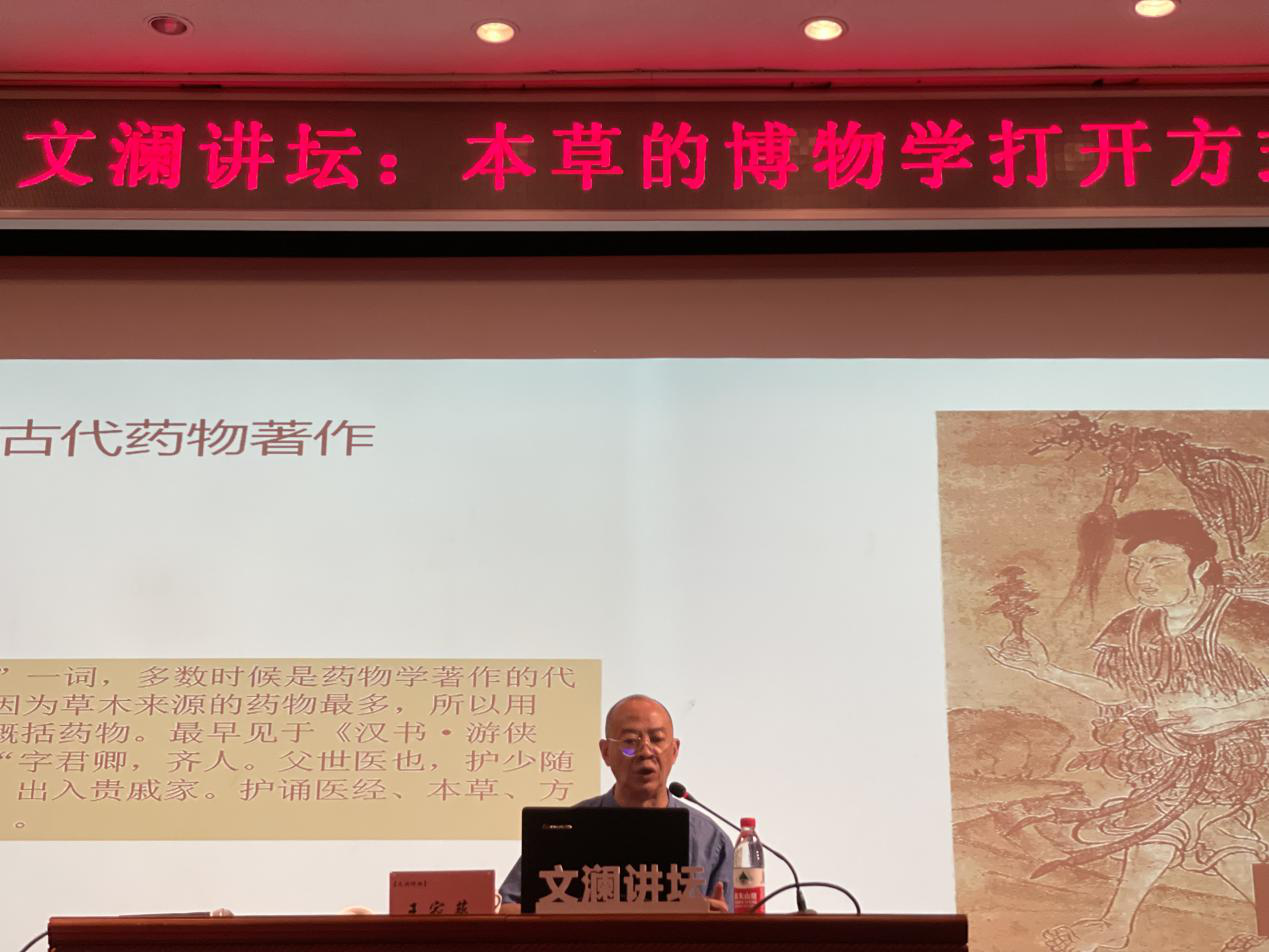 文澜讲坛：本草的博物学打开方
古代药物著作
”一词，多数时候是药物学著作的代
因为草木来源的药物最多，所以用
概括药物。最早见于《汉书·游侠
“字君卿，齐人。父世医也，护少随
出入贵戚家。护诵医经、本草、方
。
文澜讲坛